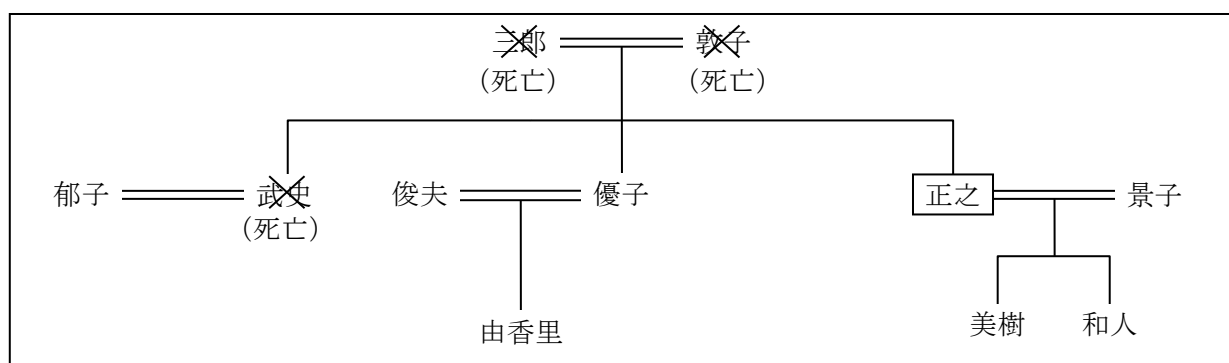 三郎 敦子
(死亡) (死亡)
郁子 武史 俊夫 優子 正之 景子
(死亡)
由香里 美樹 和人